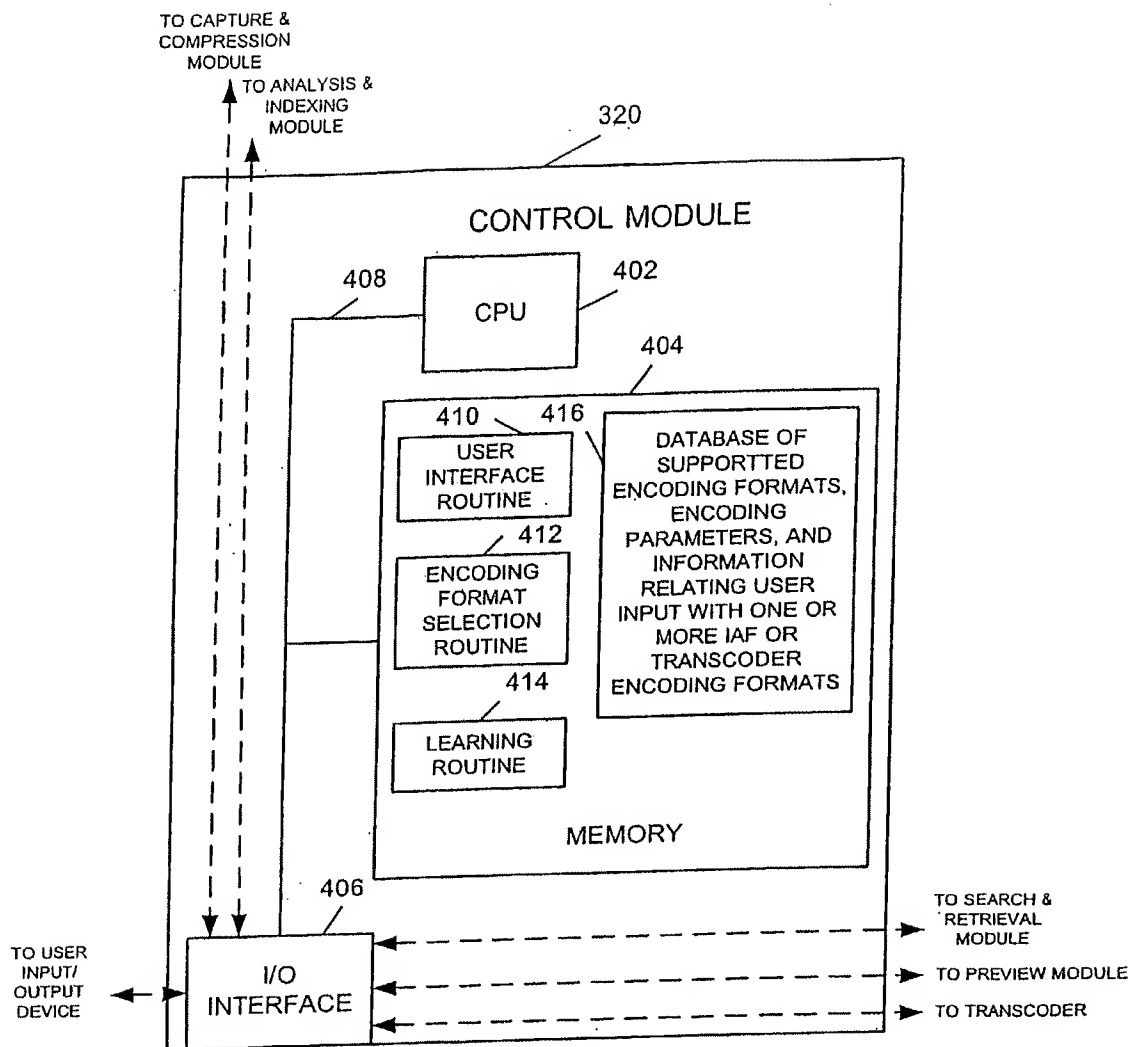 TO CAPTURE &
COMPRESSION
MODULE
TO ANALYSIS &
INDEXING
MODULE
320
CONTROL MODULE
408
402
CPU
404
410
416
USER
INTERFACE
ROUTINE
DATABASE OF
SUPPORTTED
ENCODING FORMATS,
ENCODING
PARAMETERS, AND
INFORMATION
RELATING USER
INPUT WITH ONE OR
MORE IAF OR
TRANSCODER
ENCODING FORMATS
412
ENCODING
FORMAT
SELECTION
ROUTINE
414
LEARNING
ROUTINE
MEMORY
406
TO USER
INPUT/
OUTPUT
DEVICE
I/O
INTERFACE
TO SEARCH &
RETRIEVAL
MODULE
TO PREVIEW MODULE
TO TRANSCODER